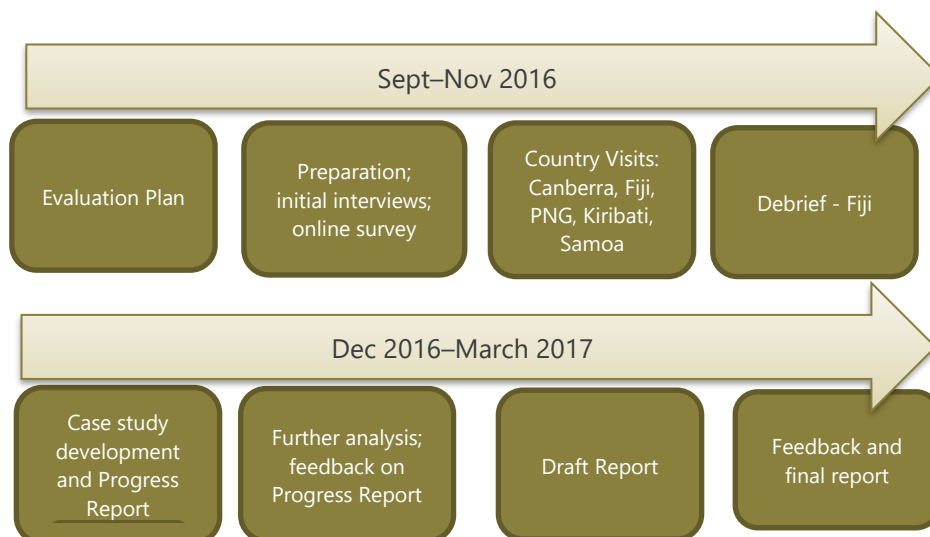 Sept–Nov 2016
Evaluation Plan
Preparation;
initial interviews;
online survey
Country Visits:
Canberra, Fiji,
PNG, Kiribati,
Samoa
Debrief - Fiji
Dec 2016–March 2017
Case study
development
and Progress
Report
Further analysis;
feedback on
Progress Report
Draft Report
Feedback and
final report